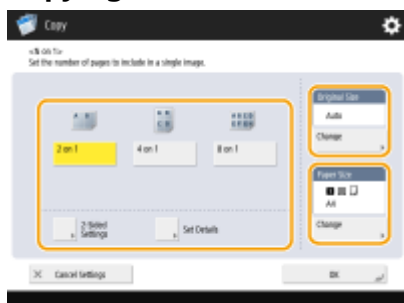 Copy
<N on 1>
Set the number of pages to include in a single image.
Original Size
Auto
Change
2 on 1
4 on 1
8 on 1
Paper Size
A4
Change
2-Sided
Settings
Set Details
Cancel Settings
OK